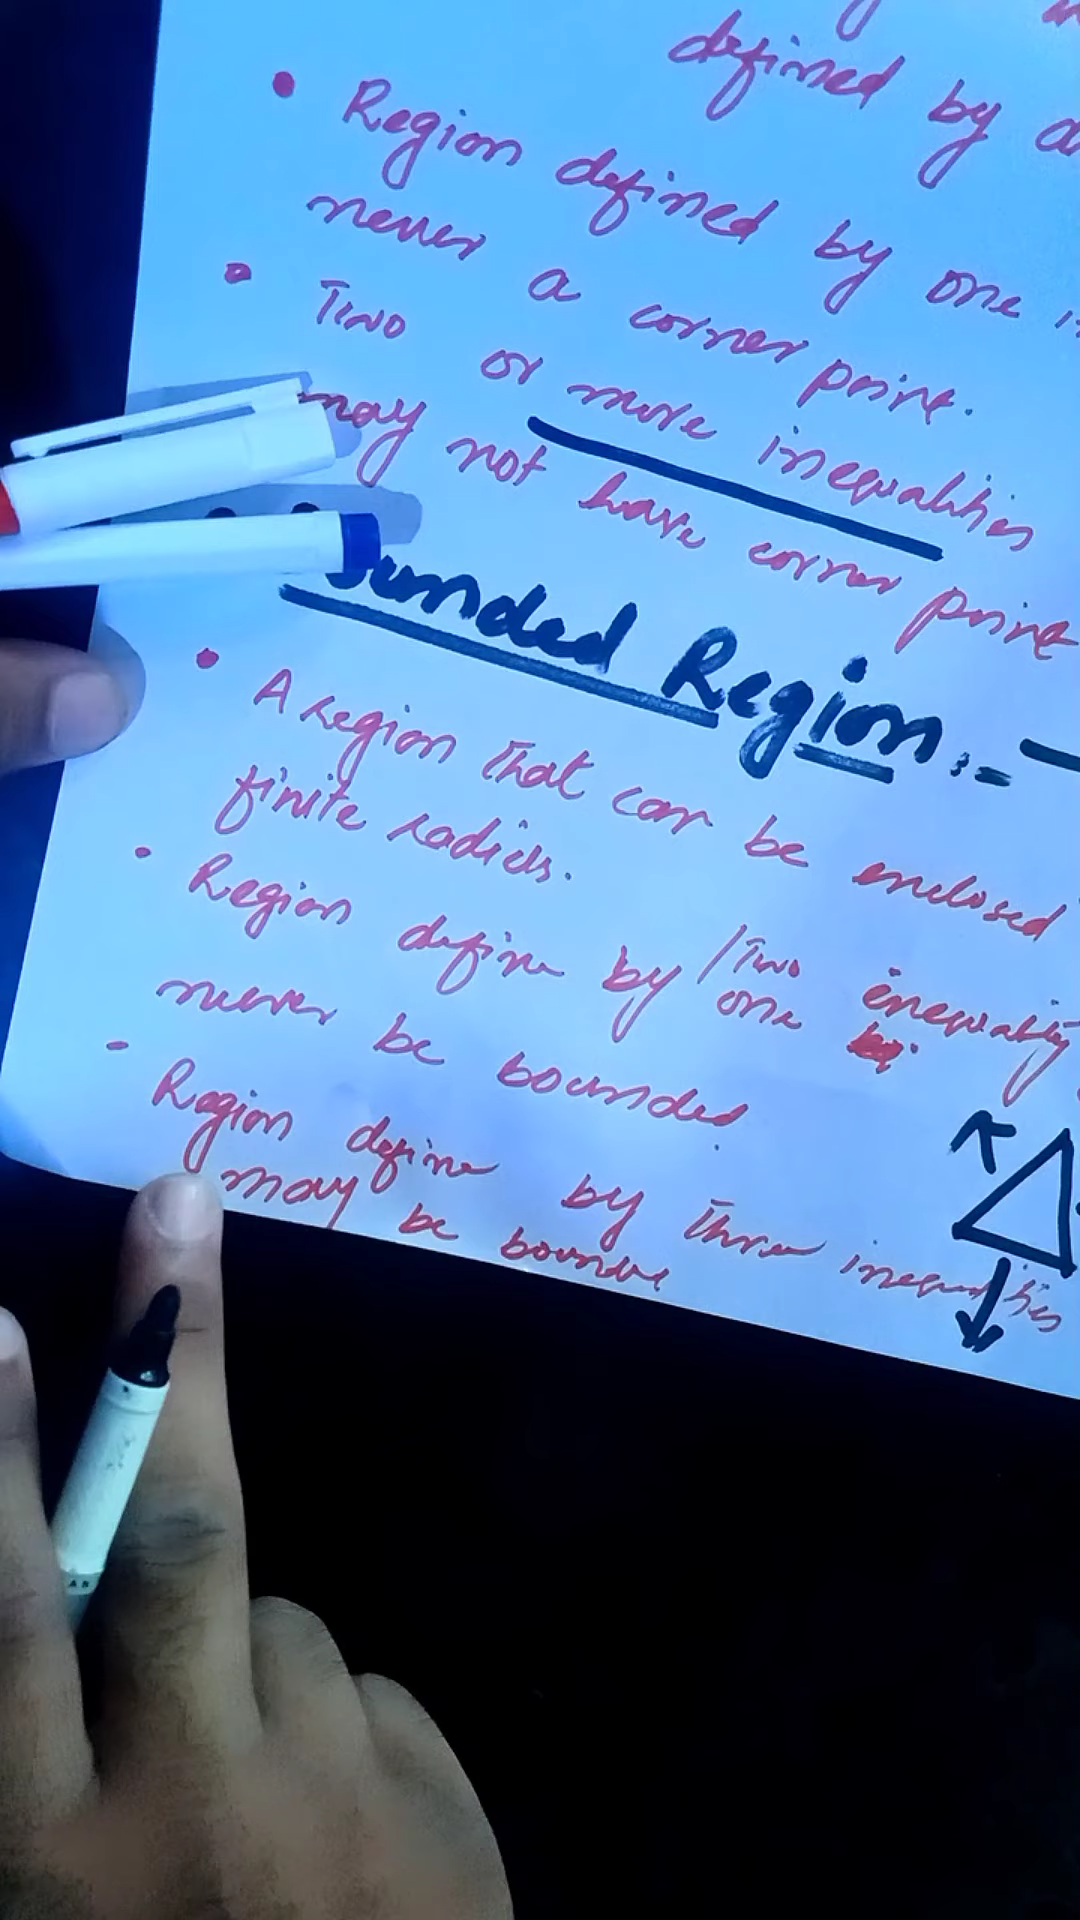 defined by
Region defined by one
never a corner point.
Two or more inequalities
may not have corner point
Bounded Region :-
A region that can be enclosed
finite radius.
Region define by / Two inequality
one
never be bounded
Region define by three inequalities
may be bounde